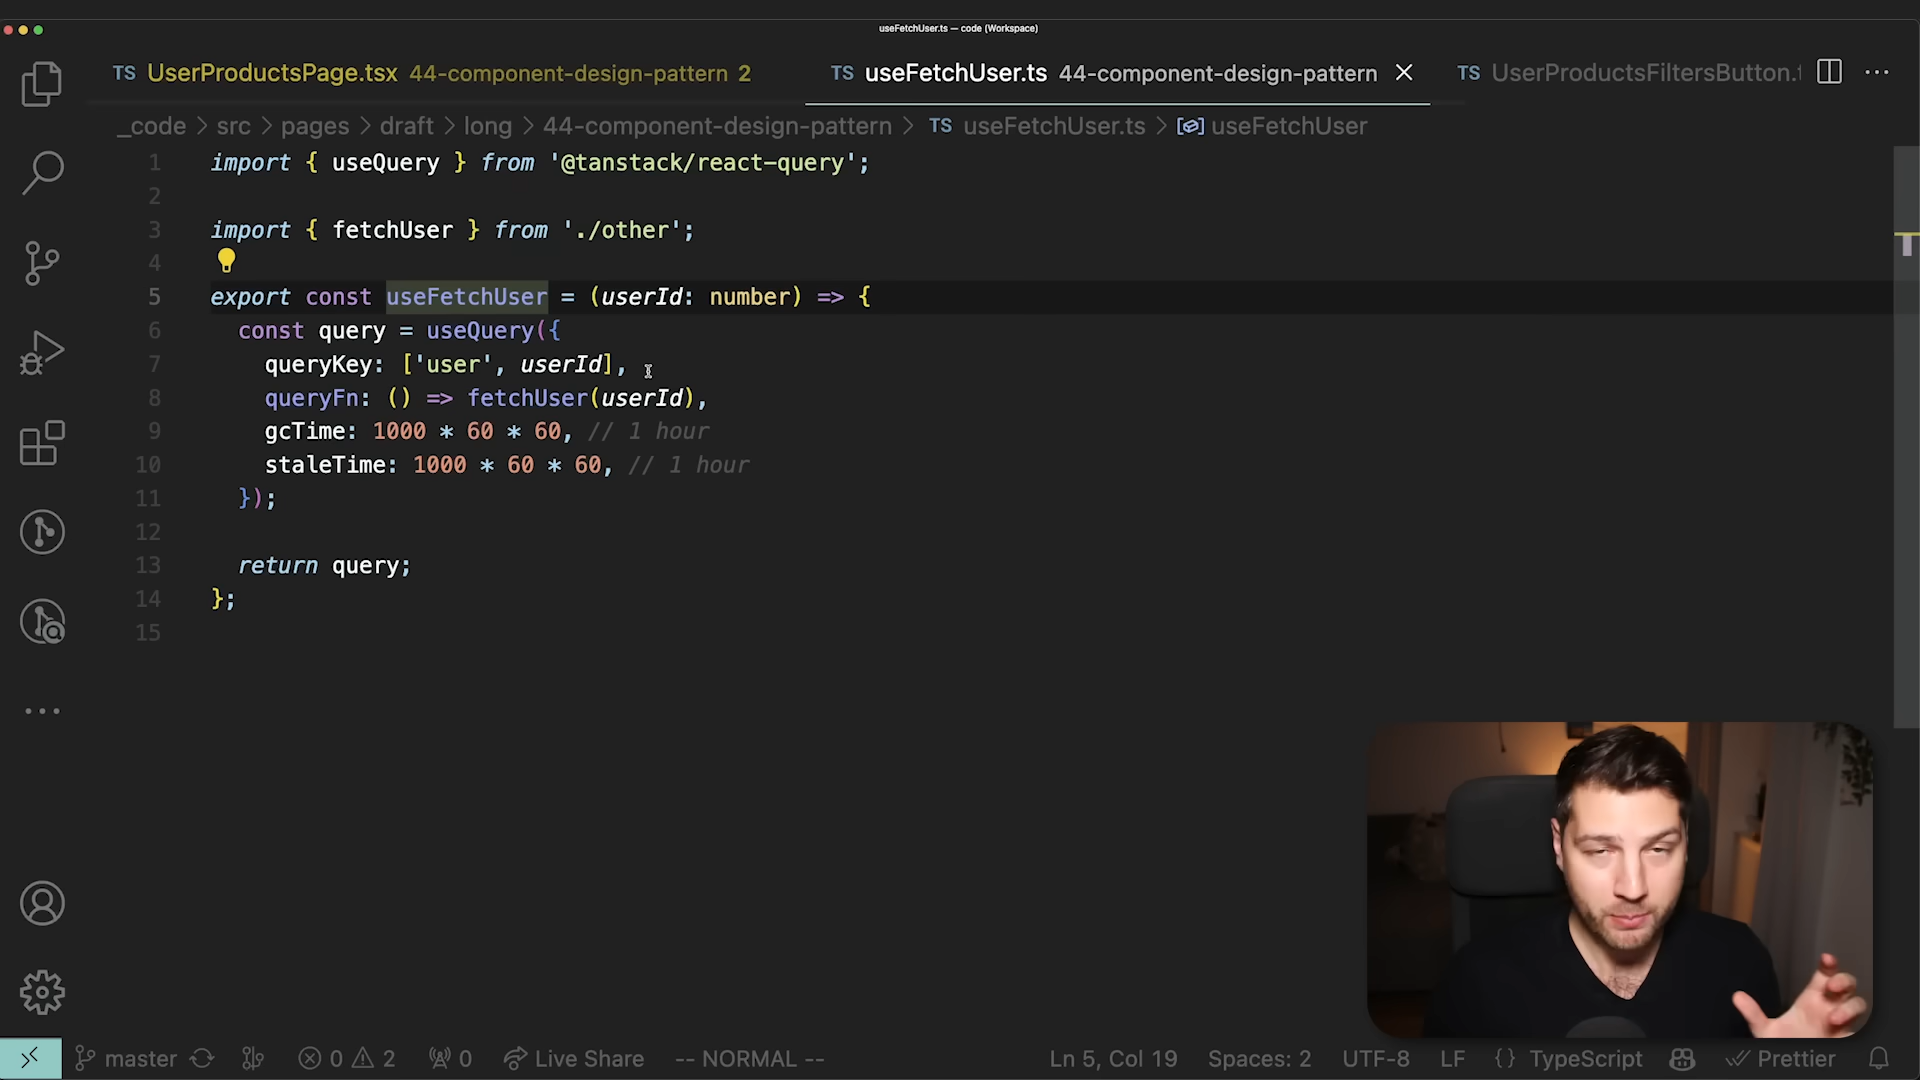 useFetchUser.ts — code (Workspace)
TS UserProductsPage.tsx 44-component-design-pattern 2
TS useFetchUser.ts 44-component-design-pattern
TS UserProductsFiltersButton.
_code > src > pages > draft > long > 44-component-design-pattern > TS useFetchUser.ts > useFetchUser
1 import { useQuery } from '@tanstack/react-query';
2
3 import { fetchUser } from './other';
4
5 export const useFetchUser = (userId: number) => {
6 const query = useQuery({
7 queryKey: ['user', userId],
8 queryFn: () => fetchUser(userId),
9 gcTime: 1000 * 60 * 60, // 1 hour
10 staleTime: 1000 * 60 * 60, // 1 hour
11 });
12
13 return query;
14 };
15
master 0 2 0 Live Share -- NORMAL -- Ln 5, Col 19 Spaces: 2 UTF-8 LF {} TypeScript Prettier